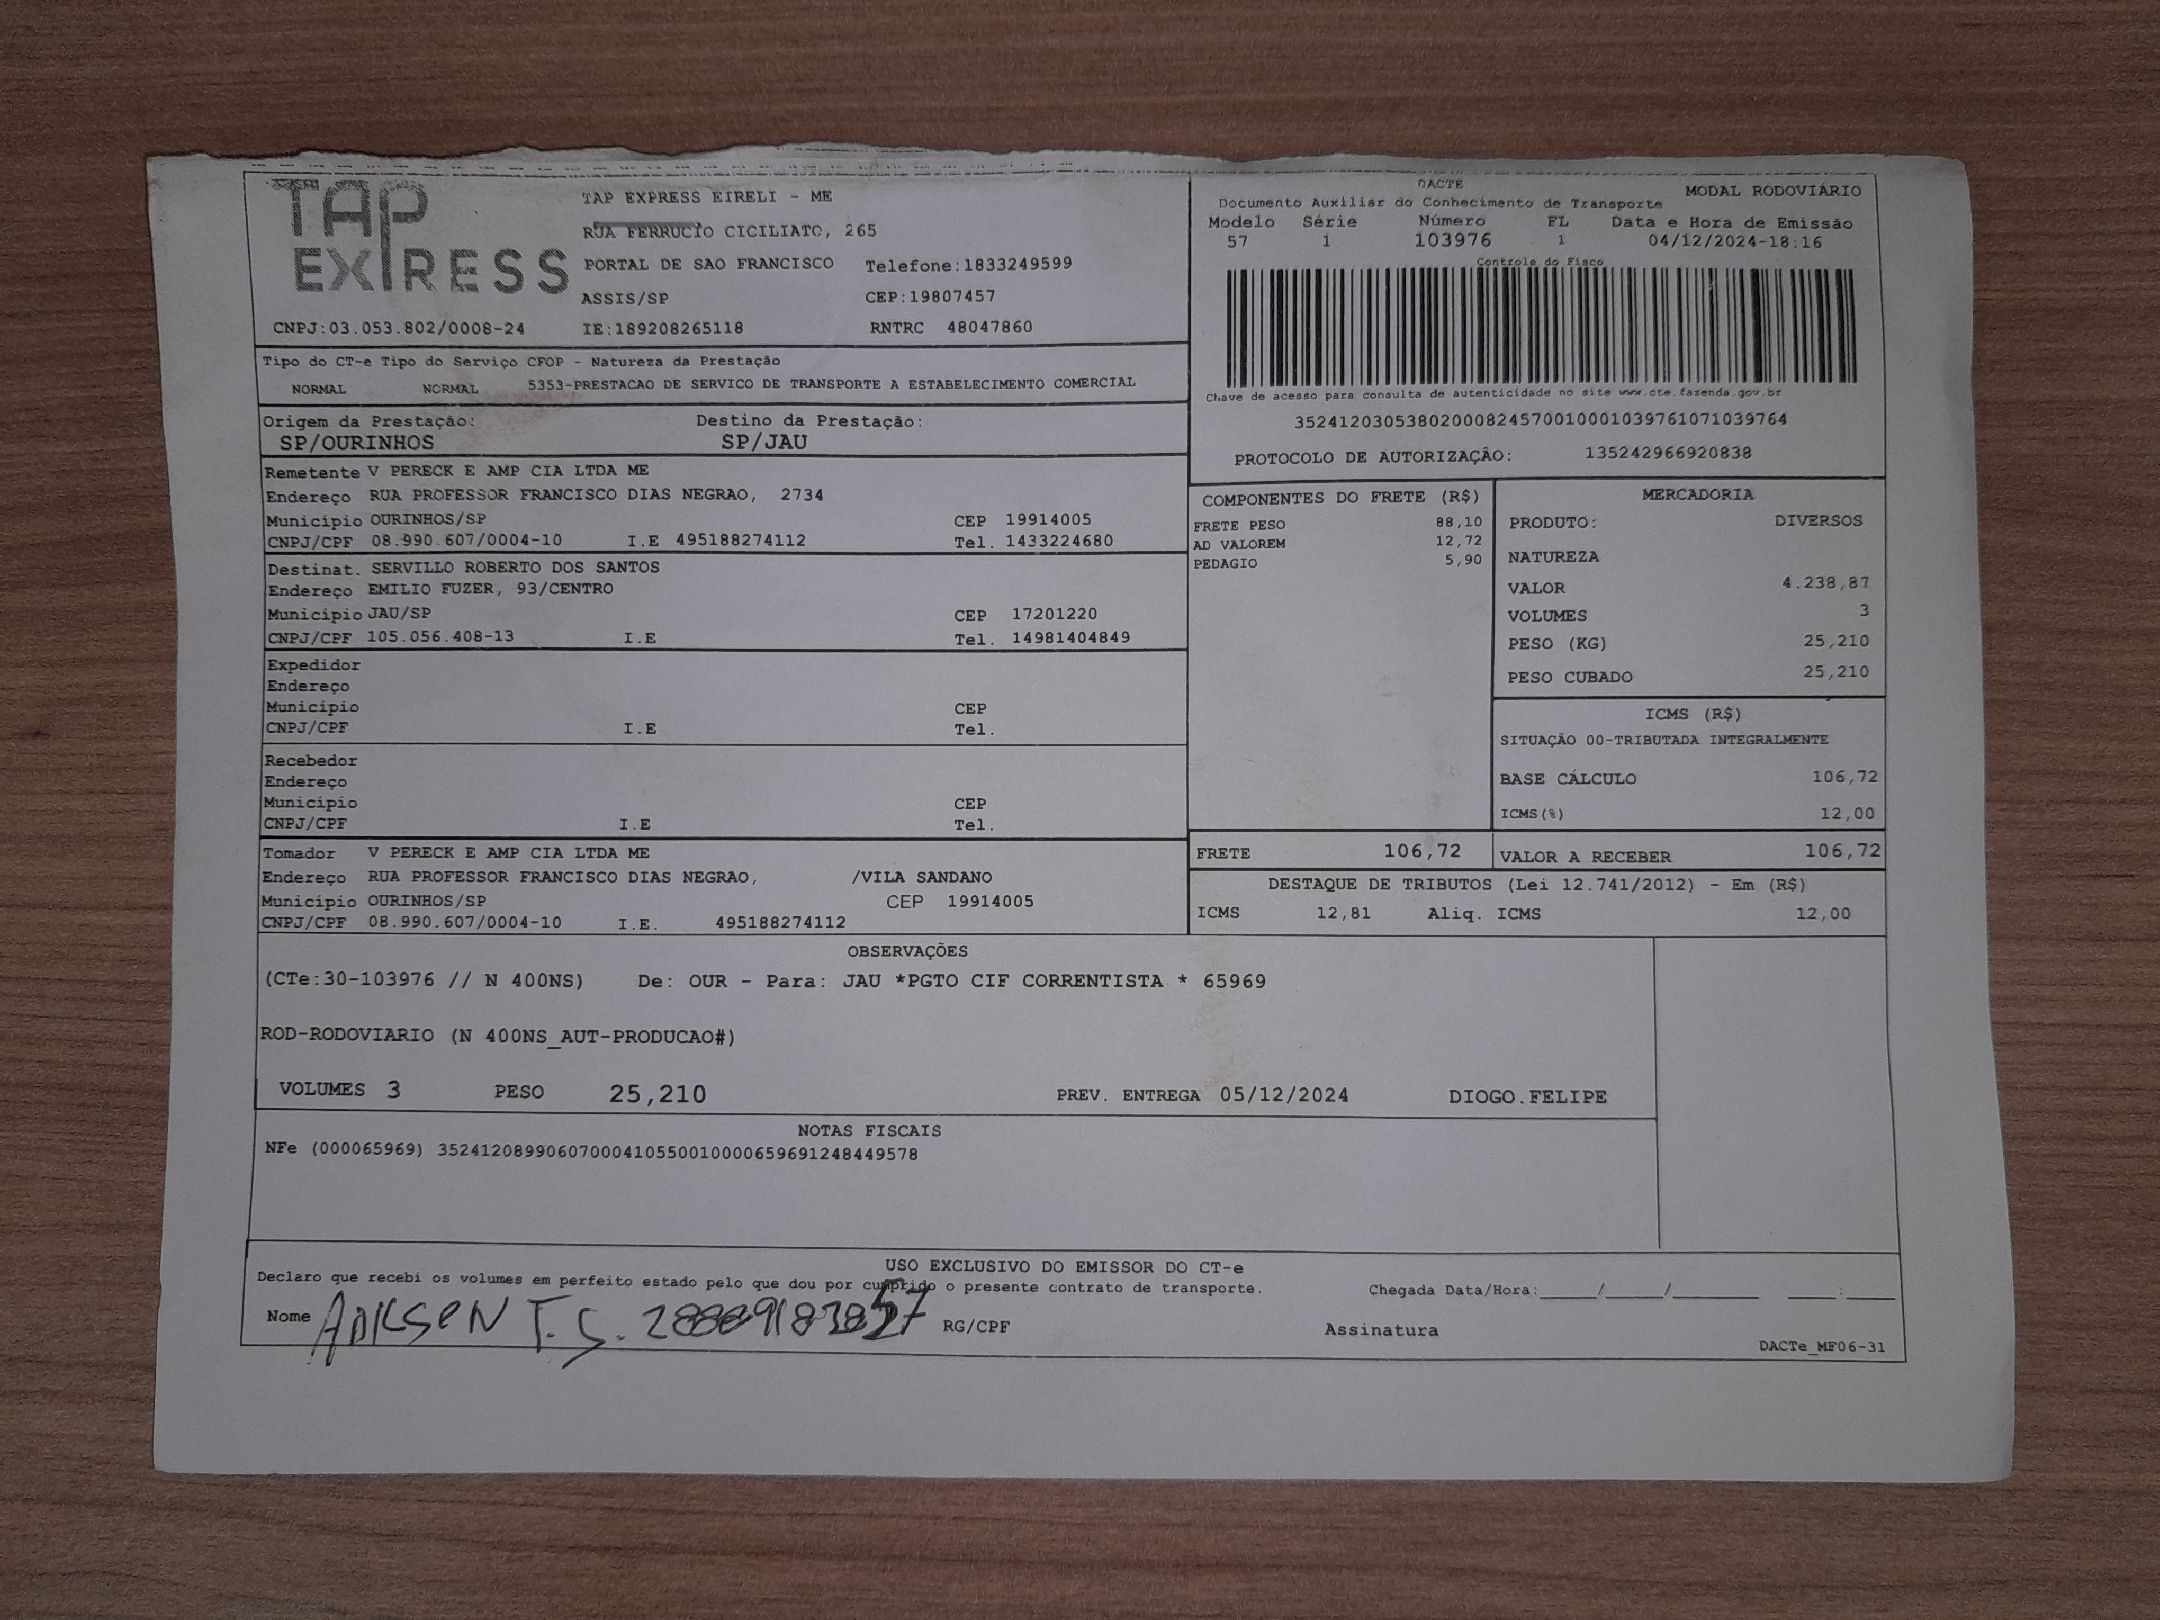 TAP EXPRESS
TAP EXPRESS EIRELI - ME
RUA FERRUCIO CICILIATO, 265
PORTAL DE SAO FRANCISCO Telefone:1833249599
ASSIS/SP CEP:19807457
CNPJ:03.053.802/0008-24 IE:189208265118 RNTRC 48047860
DACTE MODAL RODOVIÁRIO
Documento Auxiliar do Conhecimento de Transporte
Modelo Série Número FL Data e Hora de Emissão
57 1 103976 1 04/12/2024-18:16
Controle do Fisco
Chave de acesso para consulta de autenticidade no site www.cte.fazenda.gov.br
35241203053802000824570010001039761071039764
PROTOCOLO DE AUTORIZAÇÃO: 135242966920838
Tipo do CT-e Tipo do Serviço CFOP - Natureza da Prestação
NORMAL NORMAL 5353-PRESTACAO DE SERVICO DE TRANSPORTE A ESTABELECIMENTO COMERCIAL
Origem da Prestação: Destino da Prestação:
SP/OURINHOS SP/JAU
Remetente V PERECK E AMP CIA LTDA ME
Endereço RUA PROFESSOR FRANCISCO DIAS NEGRAO, 2734
Município OURINHOS/SP CEP 19914005
CNPJ/CPF 08.990.607/0004-10 I.E 495188274112 Tel. 1433224680
Destinat. SERVILLO ROBERTO DOS SANTOS
Endereço EMILIO FUZER, 93/CENTRO
Município JAU/SP CEP 17201220
CNPJ/CPF 105.056.408-13 I.E Tel. 14981404849
Expedidor
Endereço
Município CEP
CNPJ/CPF I.E Tel.
Recebedor
Endereço
Município CEP
CNPJ/CPF I.E Tel.
Tomador V PERECK E AMP CIA LTDA ME
Endereço RUA PROFESSOR FRANCISCO DIAS NEGRAO, /VILA SANDANO
Município OURINHOS/SP CEP 19914005
CNPJ/CPF 08.990.607/0004-10 I.E. 495188274112
COMPONENTES DO FRETE (R$)
FRETE PESO 88,10
AD VALOREM 12,72
PEDAGIO 5,90
MERCADORIA
PRODUTO: DIVERSOS
NATUREZA
VALOR 4.238,87
VOLUMES 3
PESO (KG) 25,210
PESO CUBADO 25,210
ICMS (R$)
SITUAÇÃO 00-TRIBUTADA INTEGRALMENTE
BASE CÁLCULO 106,72
ICMS(%) 12,00
FRETE 106,72 VALOR A RECEBER 106,72
DESTAQUE DE TRIBUTOS (Lei 12.741/2012) - Em (R$)
ICMS 12,81 Aliq. ICMS 12,00
OBSERVAÇÕES
(CTe:30-103976 // N 400NS) De: OUR - Para: JAU *PGTO CIF CORRENTISTA * 65969
ROD-RODOVIARIO (N 400NS_AUT-PRODUCAO#)
VOLUMES 3 PESO 25,210 PREV. ENTREGA 05/12/2024 DIOGO.FELIPE
NOTAS FISCAIS
NFe (000065969) 35241208990607000410550010000659691248449578
USO EXCLUSIVO DO EMISSOR DO CT-e
Declaro que recebi os volumes em perfeito estado pelo que dou por cumprido o presente contrato de transporte. Chegada Data/Hora:____/____/______ ____:____
Nome T.S. RG/CPF Assinatura
DACTe_MF06-31